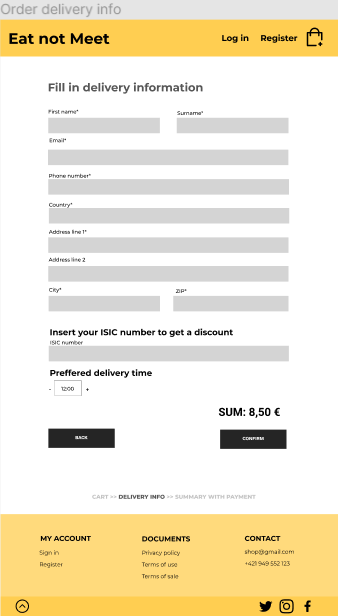 Order delivery info
Eat not Meet
Log in Register
Fill in delivery information
First name* Surname*
Email*
Phone number*
Country*
Address line 1*
Address line 2
City* ZIP*
Insert your ISIC number to get a discount
ISIC number
Preffered delivery time
- 12:00 +
SUM: 8,50 €
BACK CONFIRM
CART >> DELIVERY INFO >> SUMMARY WITH PAYMENT
MY ACCOUNT DOCUMENTS CONTACT
Sign in Privacy policy shop@gmail.com
Register Terms of use +421 949 552 123
Terms of sale